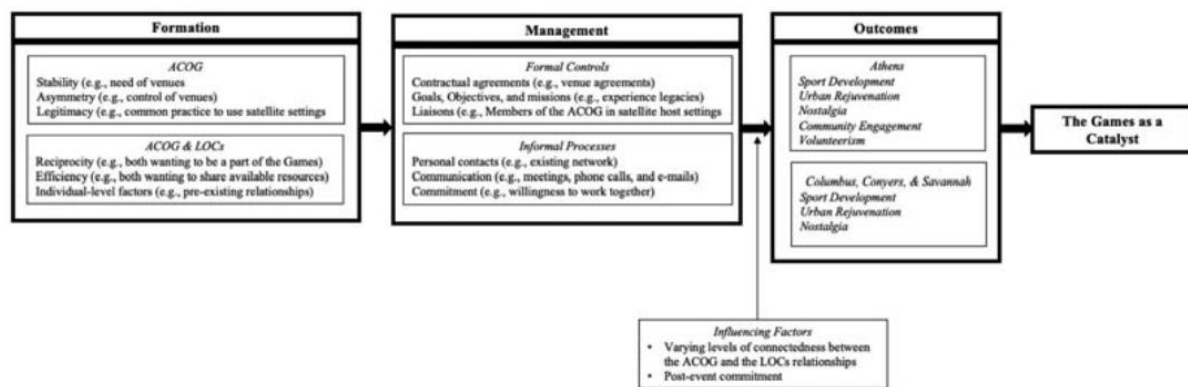 Formation
ACOG
Stability (e.g., need of venues
Asymmetry (e.g., control of venues)
Legitimacy (e.g., common practice to use satellite settings
ACOG & LOCs
Reciprocity (e.g., both wanting to be a part of the Games)
Efficiency (e.g., both wanting to share available resources)
Individual-level factors (e.g., pre-existing relationships)
Management
Formal Controls
Contractual agreements (e.g., venue agreements)
Goals, Objectives, and missions (e.g., experience legacies)
Liaisons (e.g., Members of the ACOG in satellite host settings
Informal Processes
Personal contacts (e.g., existing network)
Communication (e.g., meetings, phone calls, and e-mails)
Commitment (e.g., willingness to work together)
Outcomes
Athens
Sport Development
Urban Rejuvenation
Nostalgia
Community Engagement
Volunteerism
Columbus, Conyers, & Savannah
Sport Development
Urban Rejuvenation
Nostalgia
The Games as a
Catalyst
Influencing Factors
• Varying levels of connectedness between
the ACOG and the LOCs relationships
• Post-event commitment